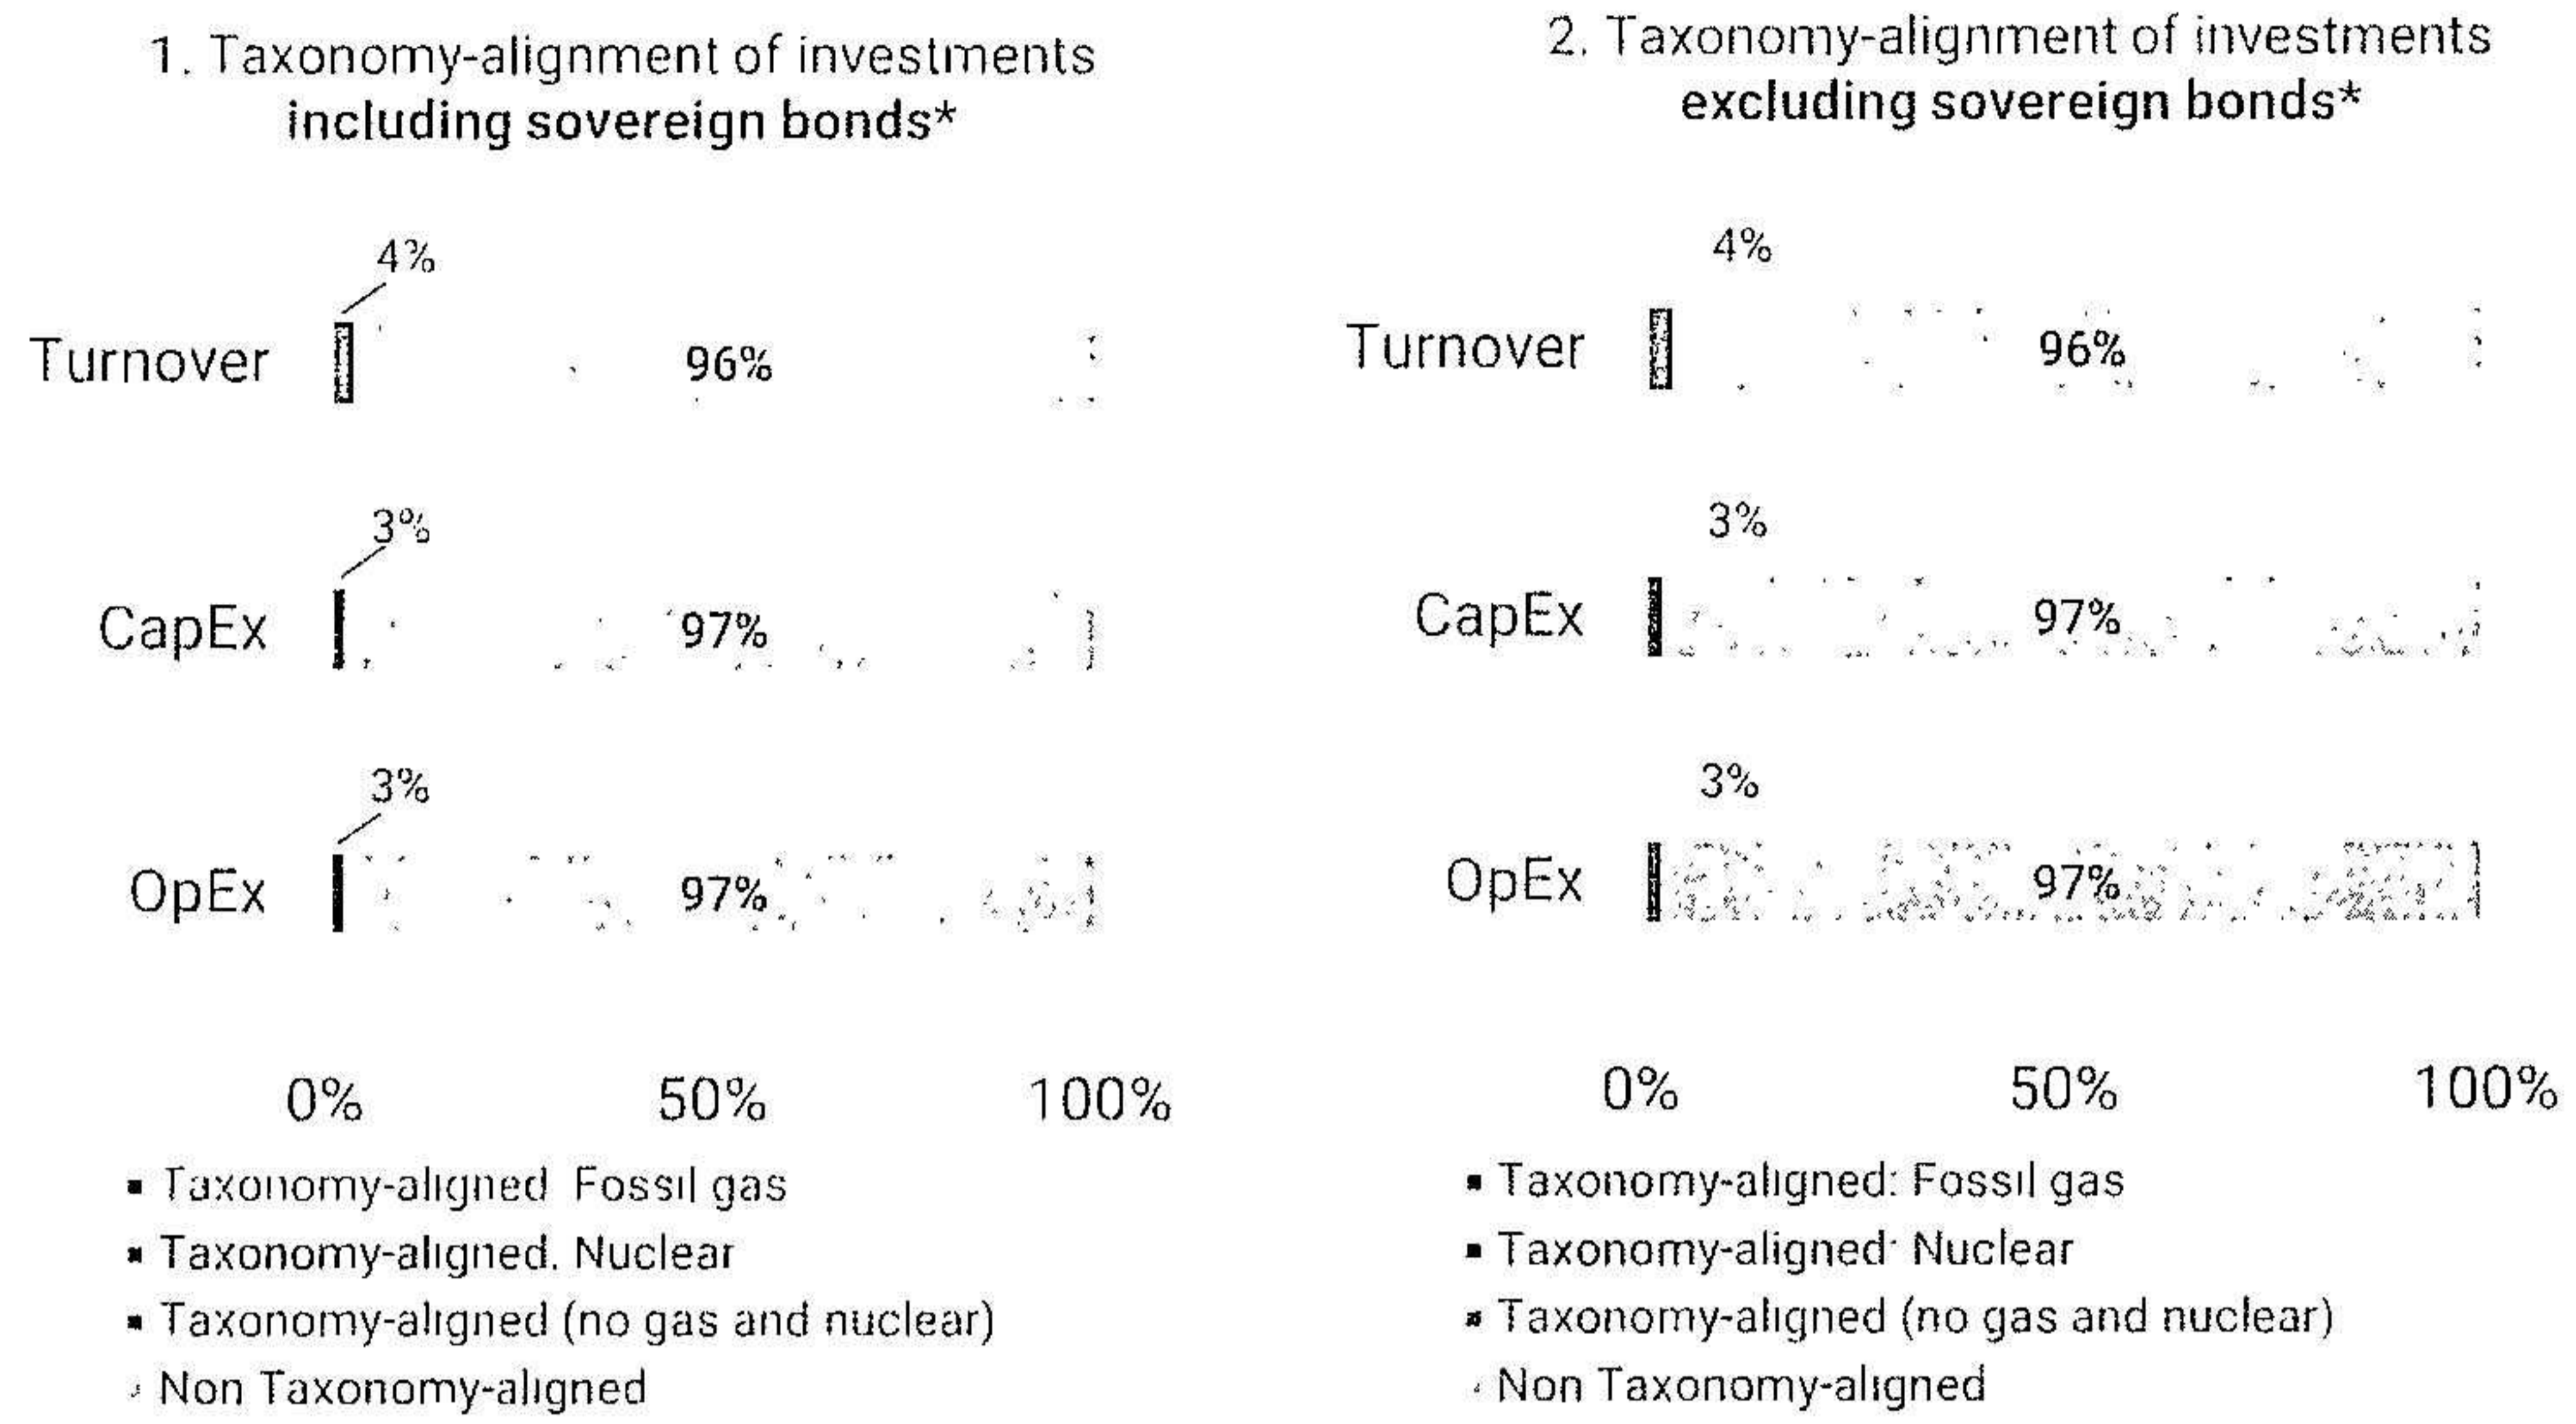 1. Taxonomy-alignment of investments
including sovereign bonds*
4%
Turnover
96%
3%
CapEx
97%
3%
OpEx
97%
0% 50% 100%
Taxonomy-aligned Fossil gas
Taxonomy-aligned. Nuclear
Taxonomy-aligned (no gas and nuclear)
Non Taxonomy-aligned
2. Taxonomy-alignment of investments
excluding sovereign bonds*
4%
Turnover
96%
3%
CapEx
97%
3%
OpEx
97%
0% 50% 100%
Taxonomy-aligned: Fossil gas
Taxonomy-aligned· Nuclear
Taxonomy-aligned (no gas and nuclear)
Non Taxonomy-aligned